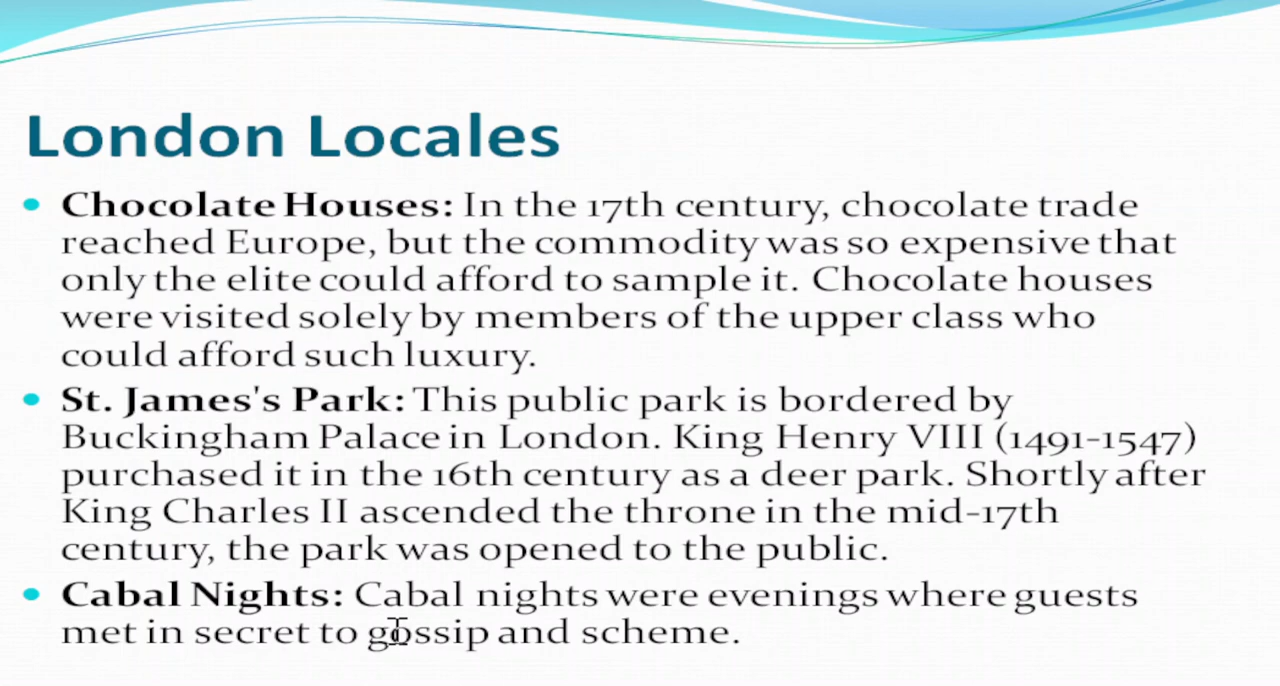 London Locales
• Chocolate Houses: In the 17th century, chocolate trade
reached Europe, but the commodity was so expensive that
only the elite could afford to sample it. Chocolate houses
were visited solely by members of the upper class who
could afford such luxury.
• St. James's Park: This public park is bordered by
Buckingham Palace in London. King Henry VIII (1491-1547)
purchased it in the 16th century as a deer park. Shortly after
King Charles II ascended the throne in the mid-17th
century, the park was opened to the public.
• Cabal Nights: Cabal nights were evenings where guests
met in secret to gossip and scheme.